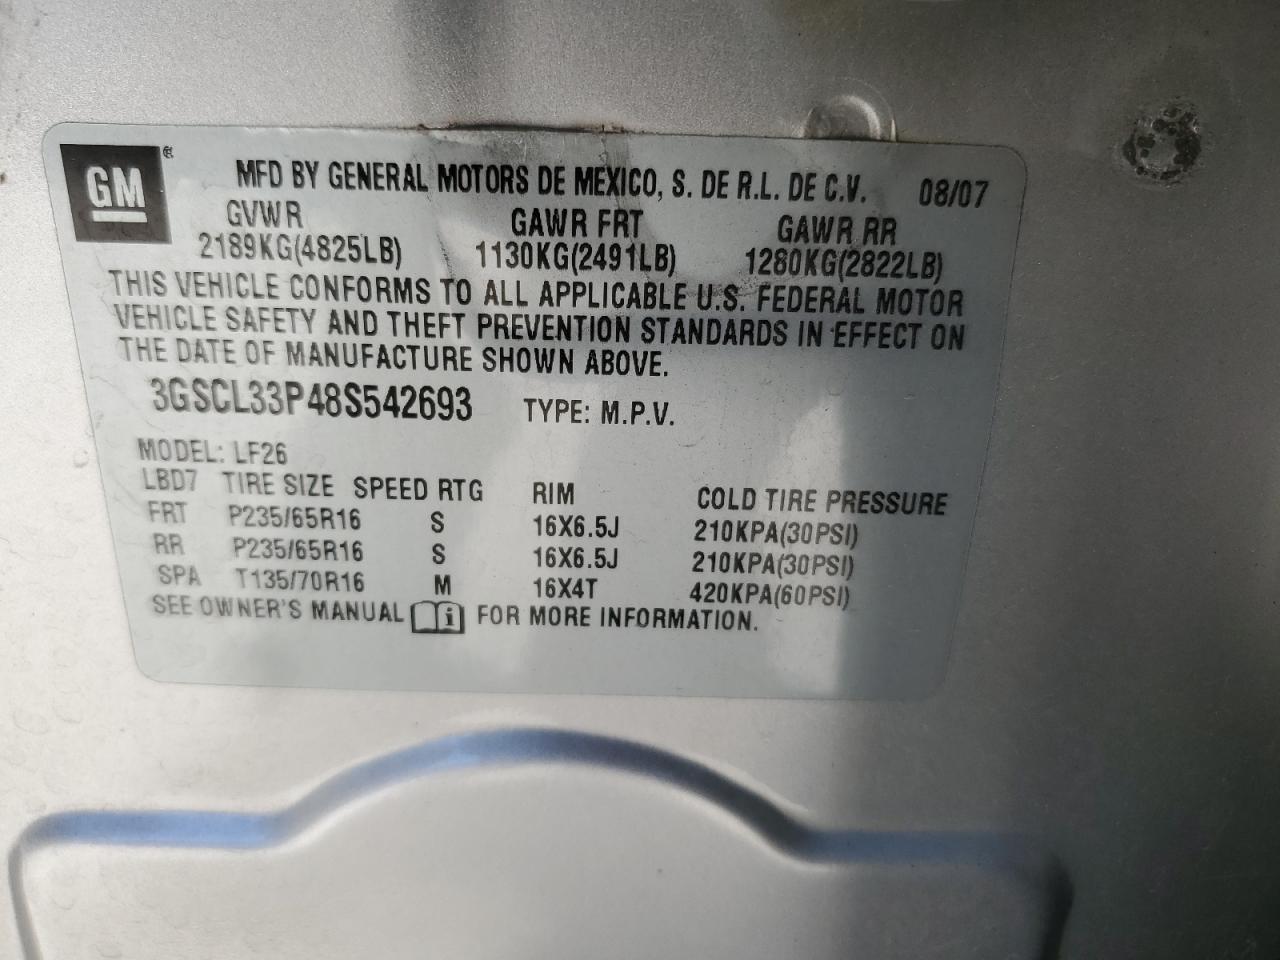 GM
MFD BY GENERAL MOTORS DE MEXICO, S. DE R.L. DE C.V. 08/07
GVWR GAWR FRT GAWR RR
2189KG(4825LB) 1130KG(2491LB) 1280KG(2822LB)
THIS VEHICLE CONFORMS TO ALL APPLICABLE U.S. FEDERAL MOTOR
VEHICLE SAFETY AND THEFT PREVENTION STANDARDS IN EFFECT ON
THE DATE OF MANUFACTURE SHOWN ABOVE.
3GSCL33P48S542693 TYPE: M.P.V.
MODEL: LF26
LBD7 TIRE SIZE SPEED RTG RIM COLD TIRE PRESSURE
FRT P235/65R16 S 16X6.5J 210KPA(30PSI)
RR P235/65R16 S 16X6.5J 210KPA(30PSI)
SPA T135/70R16 M 16X4T 420KPA(60PSI)
SEE OWNER'S MANUAL FOR MORE INFORMATION.